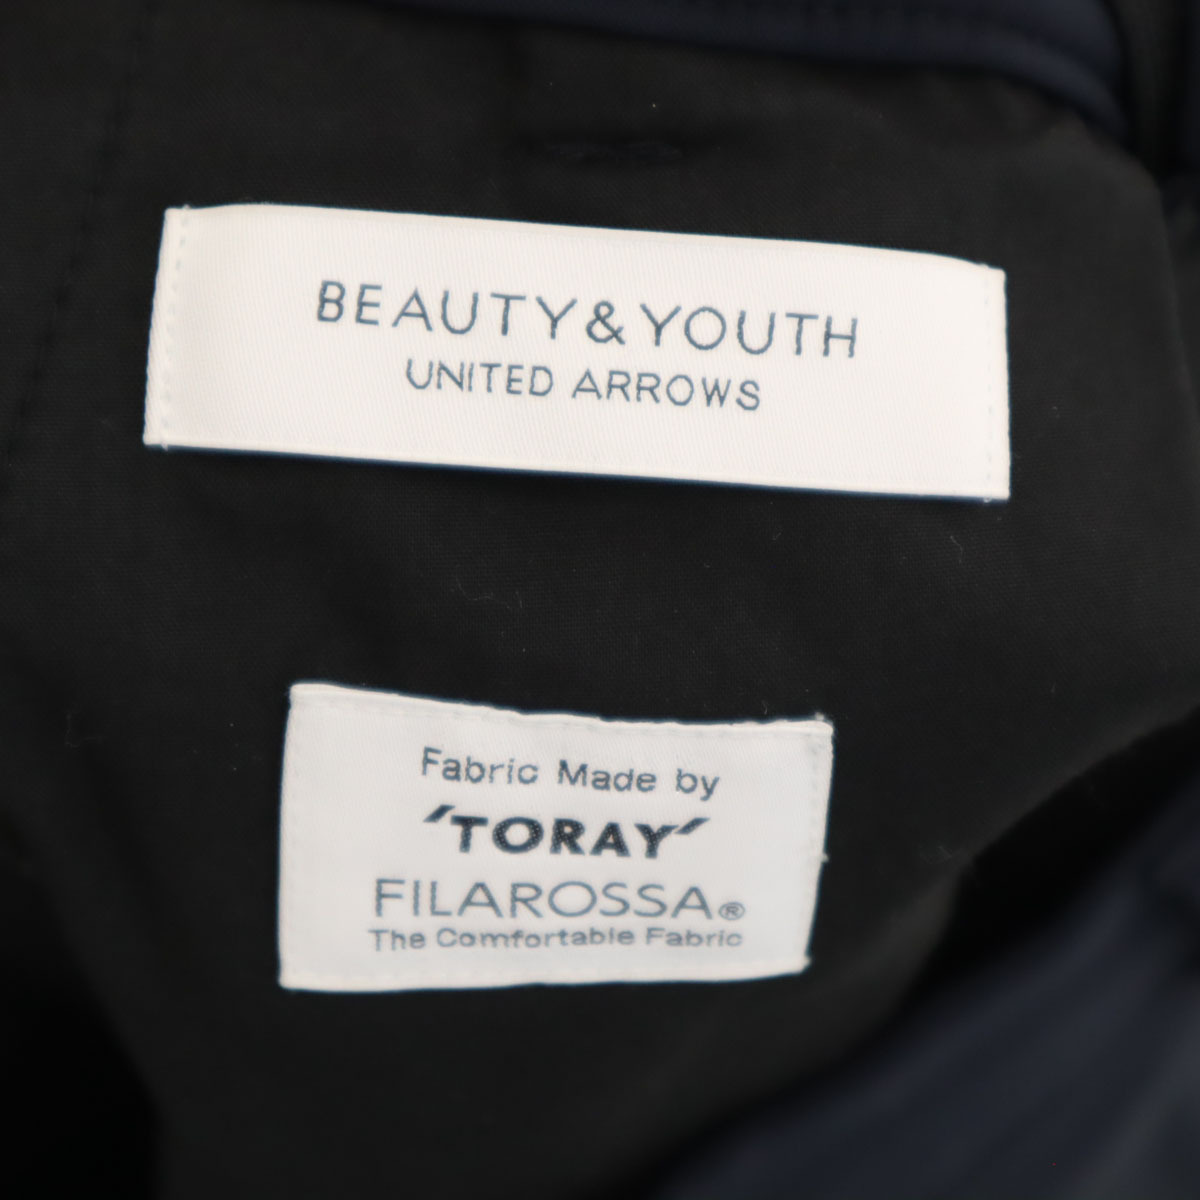 BEAUTY&YOUTH
UNITED ARROWS
Fabric Made by
'TORAY'
FILAROSSA®
The Comfortable Fabric